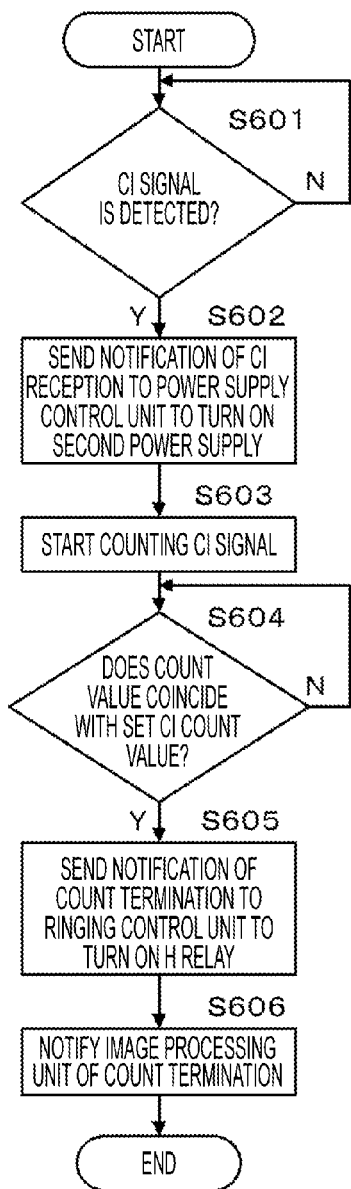 START
S601
CI SIGNAL
IS DETECTED?
N
Y
S602
SEND NOTIFICATION OF CI
RECEPTION TO POWER SUPPLY
CONTROL UNIT TO TURN ON
SECOND POWER SUPPLY
S603
START COUNTING CI SIGNAL
S604
DOES COUNT
VALUE COINCIDE
WITH SET CI COUNT
VALUE?
N
Y
S605
SEND NOTIFICATION OF
COUNT TERMINATION TO
RINGING CONTROL UNIT TO
TURN ON H RELAY
S606
NOTIFY IMAGE PROCESSING
UNIT OF COUNT TERMINATION
END